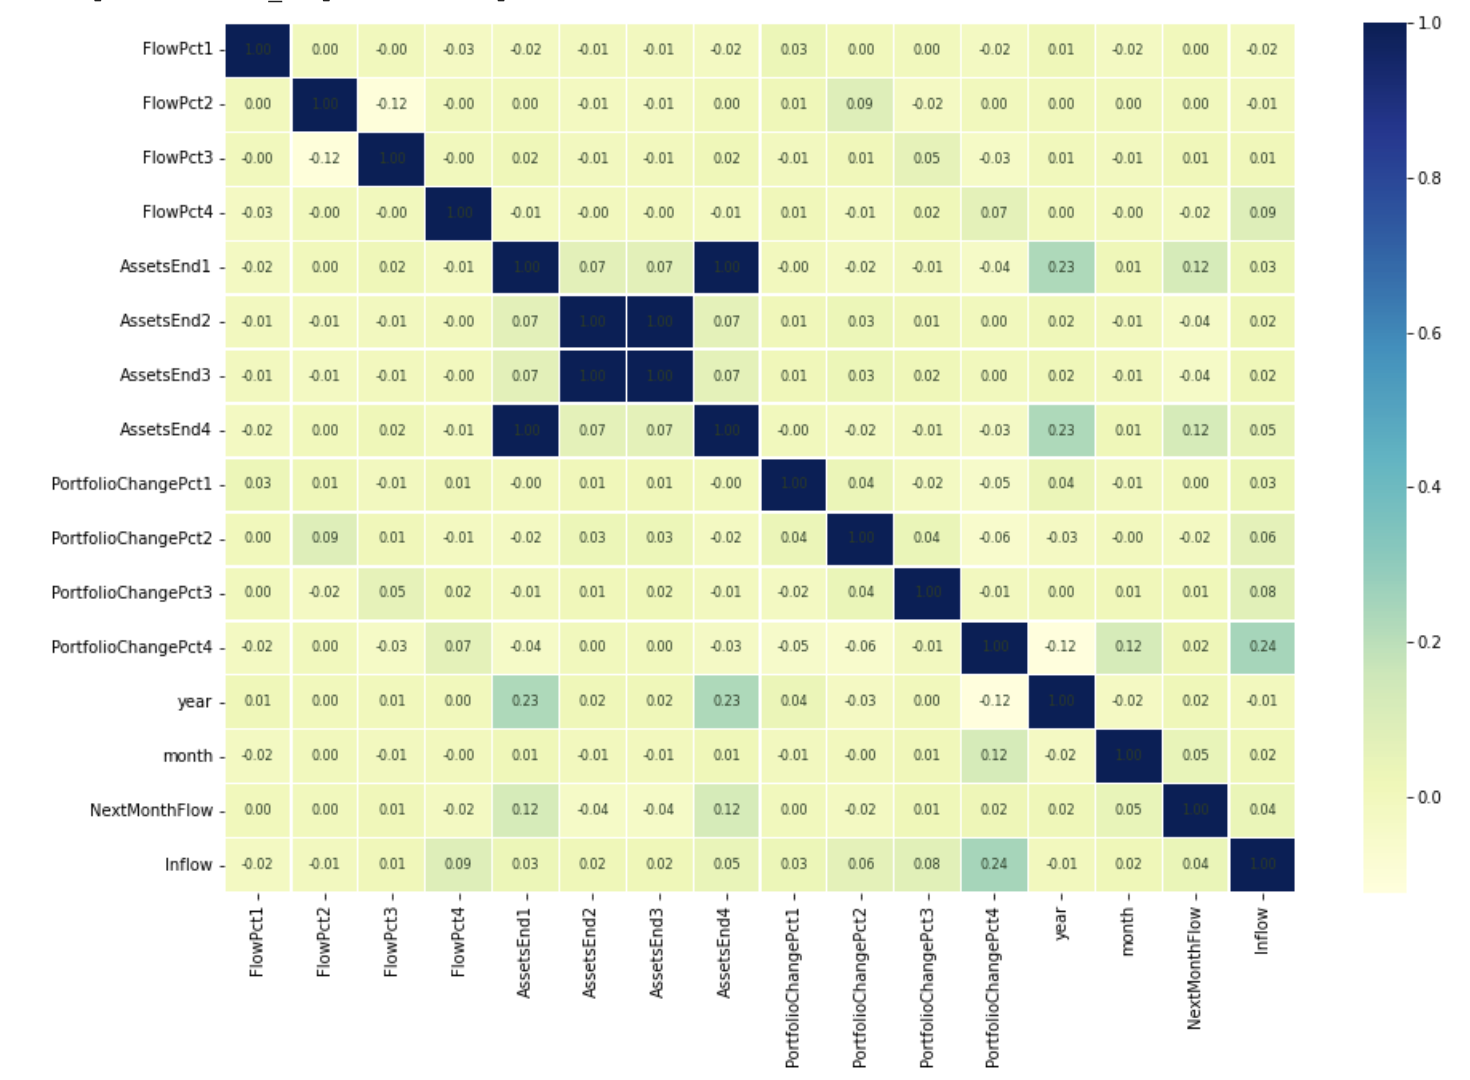 FlowPct1 1.00 0.00 -0.00 -0.03 -0.02 -0.01 -0.01 -0.02 0.03 0.00 0.00 -0.02 0.01 -0.02 0.00 -0.02
FlowPct2 0.00 1.00 -0.12 -0.00 0.00 -0.01 -0.01 0.00 0.01 0.09 -0.02 0.00 0.00 0.00 0.00 -0.01
FlowPct3 -0.00 -0.12 1.00 -0.00 0.02 -0.01 -0.01 0.02 -0.01 0.01 0.05 -0.03 0.01 -0.01 0.01 0.01
FlowPct4 -0.03 -0.00 -0.00 1.00 -0.01 -0.00 -0.00 -0.01 0.01 -0.01 0.02 0.07 0.00 -0.00 -0.02 0.09
AssetsEnd1 -0.02 0.00 0.02 -0.01 1.00 0.07 0.07 1.00 -0.00 -0.02 -0.01 -0.04 0.23 0.01 0.12 0.03
AssetsEnd2 -0.01 -0.01 -0.01 -0.00 0.07 1.00 1.00 0.07 0.01 0.03 0.01 0.00 0.02 -0.01 -0.04 0.02
AssetsEnd3 -0.01 -0.01 -0.01 -0.00 0.07 1.00 1.00 0.07 0.01 0.03 0.02 0.00 0.02 -0.01 -0.04 0.02
AssetsEnd4 -0.02 0.00 0.02 -0.01 1.00 0.07 0.07 1.00 -0.00 -0.02 -0.01 -0.03 0.23 0.01 0.12 0.05
PortfolioChangePct1 0.03 0.01 -0.01 0.01 -0.00 0.01 0.01 -0.00 1.00 0.04 -0.02 -0.05 0.04 -0.01 0.00 0.03
PortfolioChangePct2 0.00 0.09 0.01 -0.01 -0.02 0.03 0.03 -0.02 0.04 1.00 0.04 -0.06 -0.03 -0.00 -0.02 0.06
PortfolioChangePct3 0.00 -0.02 0.05 0.02 -0.01 0.01 0.02 -0.01 -0.02 0.04 1.00 -0.01 0.00 0.01 0.01 0.08
PortfolioChangePct4 -0.02 0.00 -0.03 0.07 -0.04 0.00 0.00 -0.03 -0.05 -0.06 -0.01 1.00 -0.12 0.12 0.02 0.24
year 0.01 0.00 0.01 0.00 0.23 0.02 0.02 0.23 0.04 -0.03 0.00 -0.12 1.00 -0.02 0.02 -0.01
month -0.02 0.00 -0.01 -0.00 0.01 -0.01 -0.01 0.01 -0.01 -0.00 0.01 0.12 -0.02 1.00 0.05 0.02
NextMonthFlow 0.00 0.00 0.01 -0.02 0.12 -0.04 -0.04 0.12 0.00 -0.02 0.01 0.02 0.02 0.05 1.00 0.04
Inflow -0.02 -0.01 0.01 0.09 0.03 0.02 0.02 0.05 0.03 0.06 0.08 0.24 -0.01 0.02 0.04 1.00
FlowPct1
FlowPct2
FlowPct3
FlowPct4
AssetsEnd1
AssetsEnd2
AssetsEnd3
AssetsEnd4
PortfolioChangePct1
PortfolioChangePct2
PortfolioChangePct3
PortfolioChangePct4
year
month
NextMonthFlow
Inflow
1.0
0.8
0.6
0.4
0.2
0.0